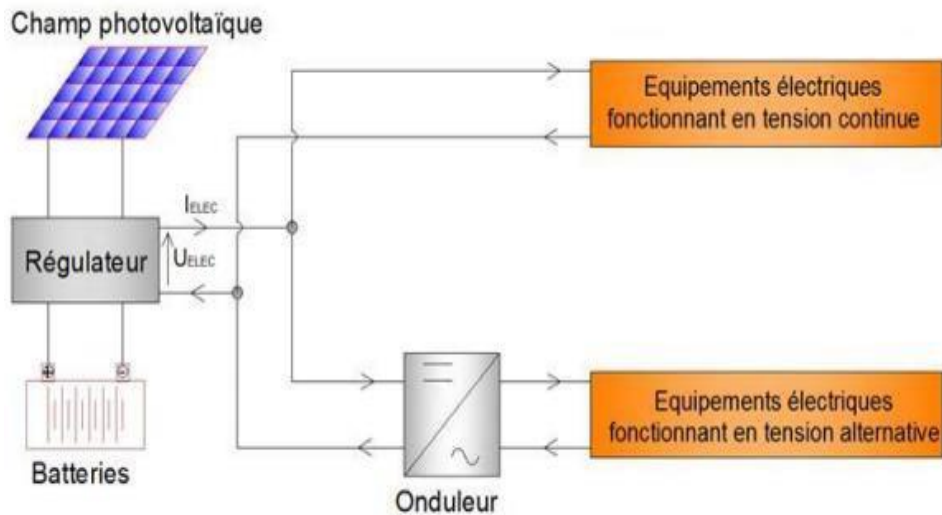 Champ photovoltaïque
Equipements électriques
fonctionnant en tension continue
IELEC
Régulateur
UELEC
Equipements électriques
fonctionnant en tension alternative
Batteries
Onduleur